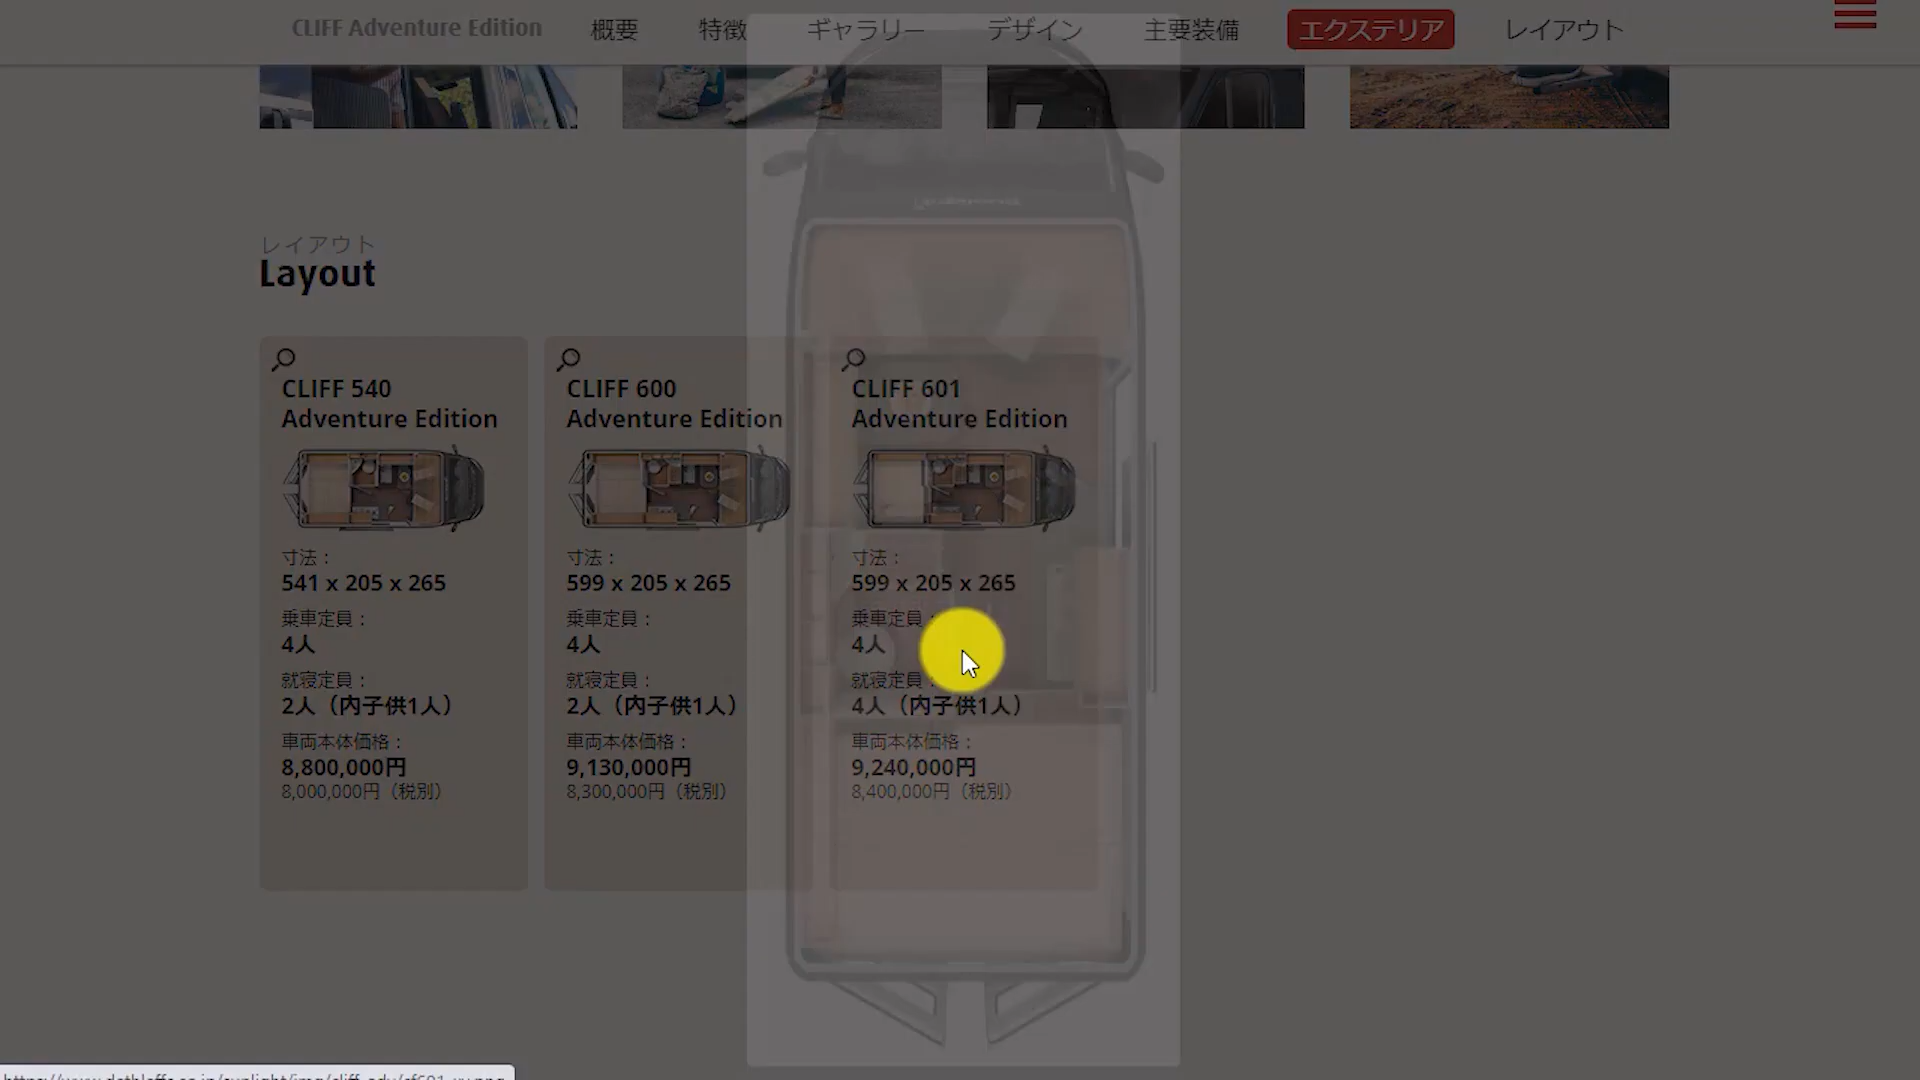 CLIFF Adventure Edition
概要
特徴
ギャラリー
デザイン
主要装備
エクステリア
レイアウト
レイアウト
Layout
CLIFF 540
Adventure Edition
寸法：
541 x 205 x 265
乗車定員：
4人
就寝定員：
2人（内子供1人）
車両本体価格：
8,800,000円
8,000,000円（税別）
CLIFF 600
Adventure Edition
寸法：
599 x 205 x 265
乗車定員：
4人
就寝定員：
2人（内子供1人）
車両本体価格：
9,130,000円
8,300,000円（税別）
CLIFF 601
Adventure Edition
寸法：
599 x 205 x 265
乗車定員：
4人
就寝定員：
4人（内子供1人）
車両本体価格：
9,240,000円
8,400,000円（税別）